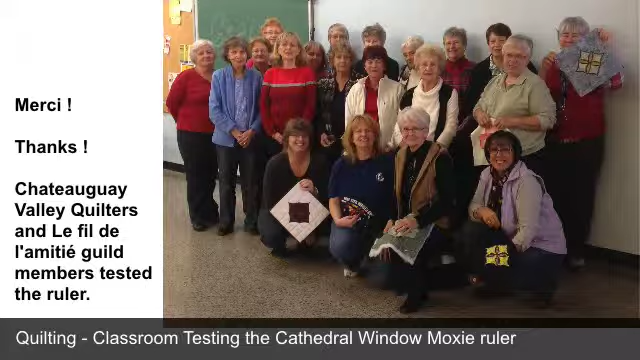 Merci !
Thanks !
Chateauguay
Valley Quilters
and Le fil de
l'amitié guild
members tested
the ruler.
Quilting - Classroom Testing the Cathedral Window Moxie ruler